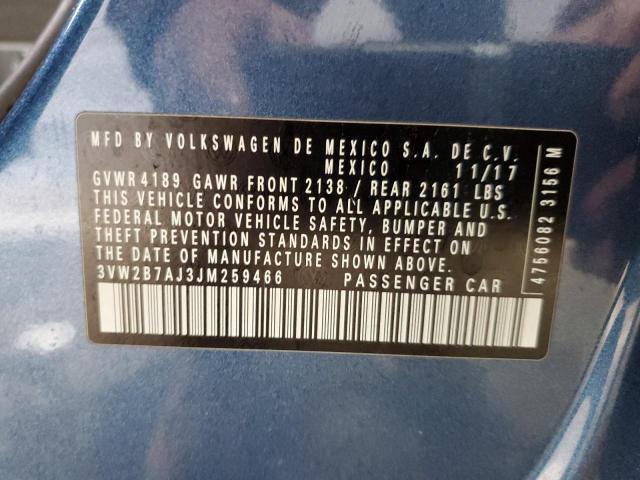 MFD BY VOLKSWAGEN DE MEXICO S.A. DE C.V.
MEXICO 11/17
GVWR 4189 GAWR FRONT 2138 / REAR 2161 LBS
THIS VEHICLE CONFORMS TO ALL APPLICABLE U.S.
FEDERAL MOTOR VEHICLE SAFETY, BUMPER AND
THEFT PREVENTION STANDARDS IN EFFECT ON
THE DATE OF MANUFACTURE SHOWN ABOVE.
3VW2B7AJ3JM259466 PASSENGER CAR
4756082 3156 M